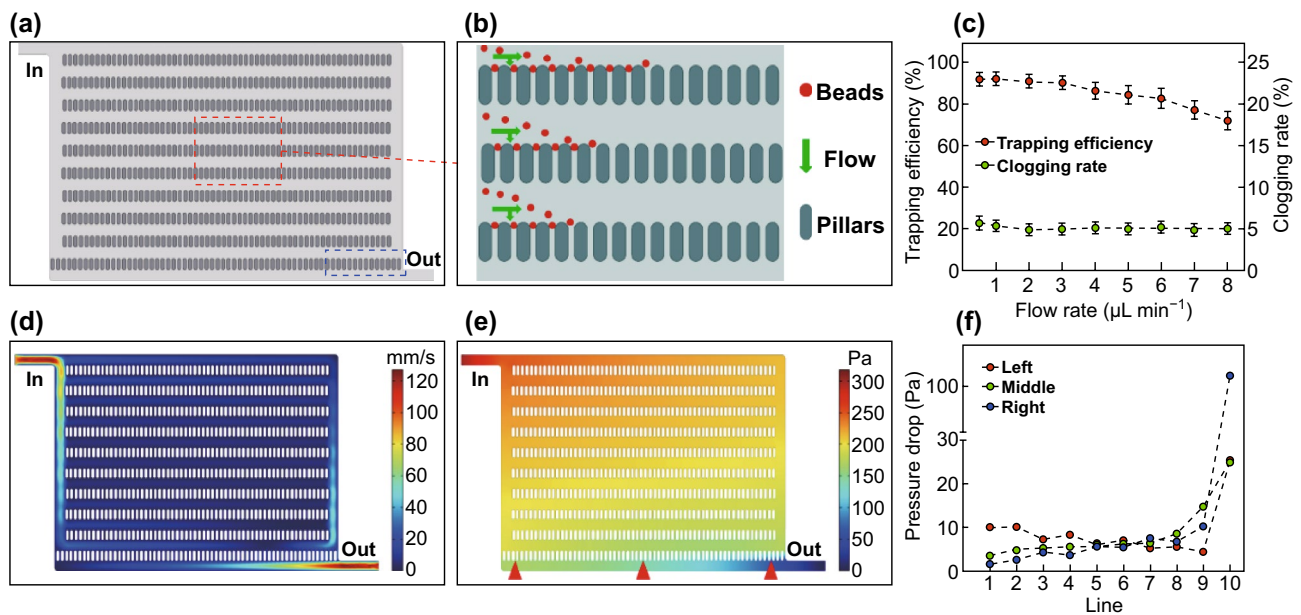 (a)
In
Out
(b)
Beads
Flow
Pillars
(c)
Trapping efficiency (%)
100
80
60
40
20
0
Trapping efficiency
Clogging rate
25
20
15
10
5
0
Clogging rate (%)
1 2 3 4 5 6 7 8
Flow rate (µL min⁻¹)
(d)
In
Out
mm/s
120
100
80
60
40
20
0
(e)
In
Out
Pa
300
250
200
150
100
50
0
(f)
Pressure drop (Pa)
100
30
20
10
0
Left
Middle
Right
1 2 3 4 5 6 7 8 9 10
Line